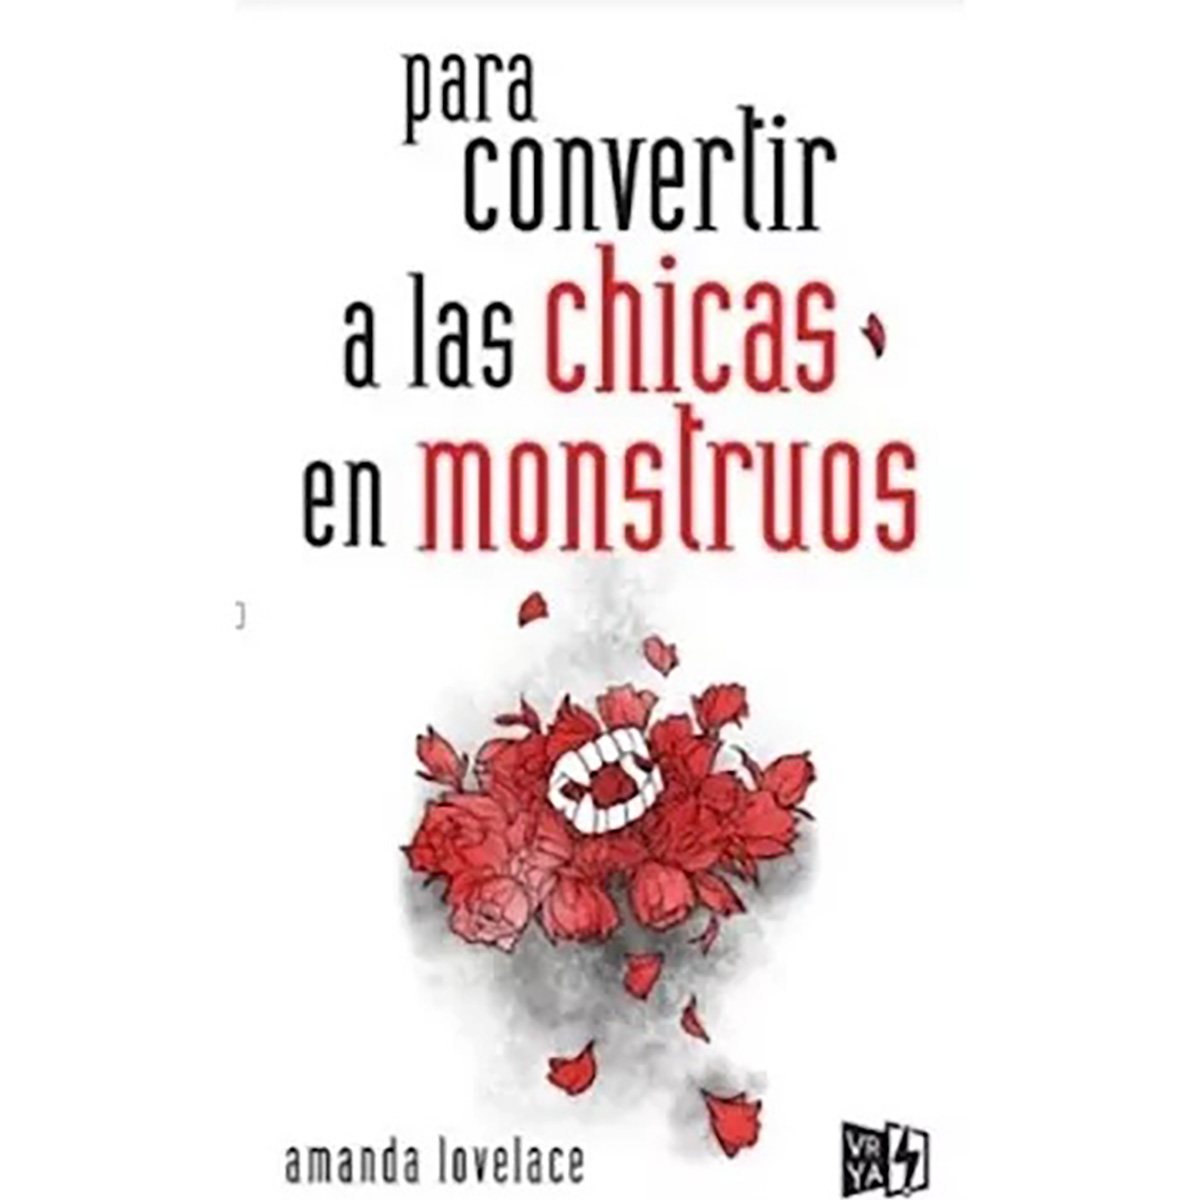 para
convertir
a las chicas
en monstruos
amanda lovelace
VR
YA